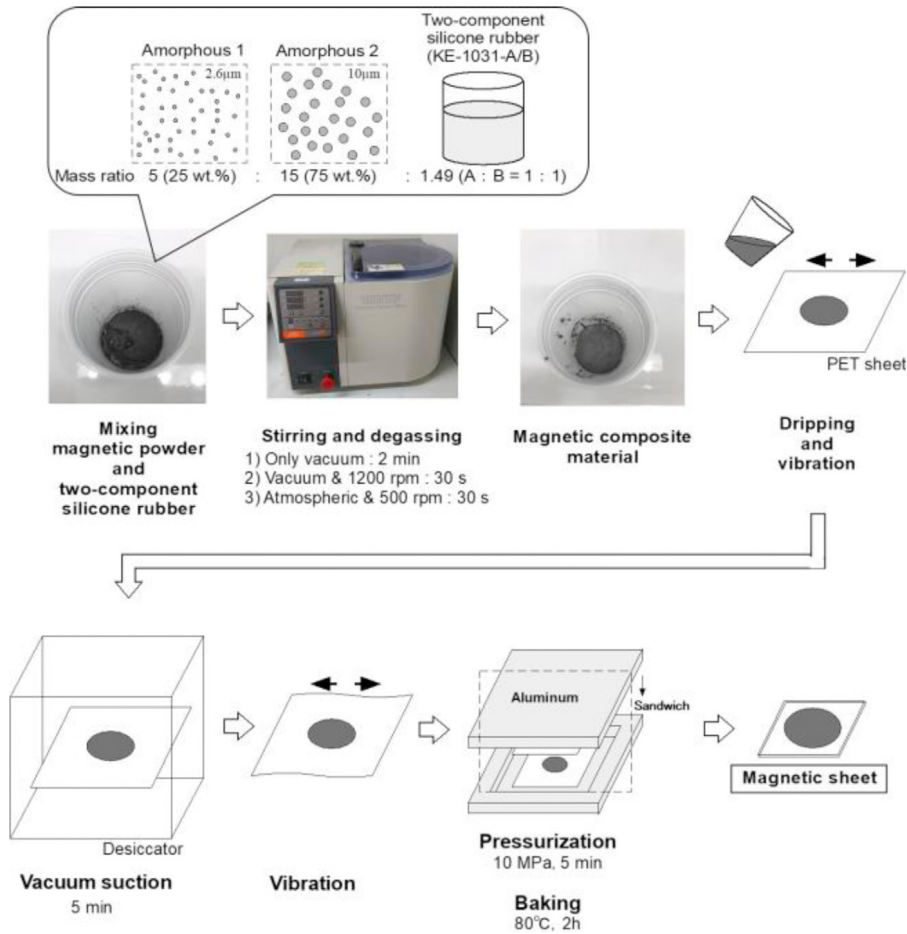 Two-component
silicone rubber
(KE-1031-A/B)
Amorphous 1
Amorphous 2
2.6μm
10μm
Mass ratio 5 (25 wt.%) : 15 (75 wt.%) : 1.49 (A : B = 1 : 1)
PET sheet
Mixing
magnetic powder
and
two-component
silicone rubber
Stirring and degassing
1) Only vacuum : 2 min
2) Vacuum & 1200 rpm : 30 s
3) Atmospheric & 500 rpm : 30 s
Magnetic composite
material
Dripping
and
vibration
Desiccator
Vacuum suction
5 min
Vibration
Aluminum
Sandwich
Pressurization
10 MPa, 5 min
Baking
80℃, 2h
Magnetic sheet